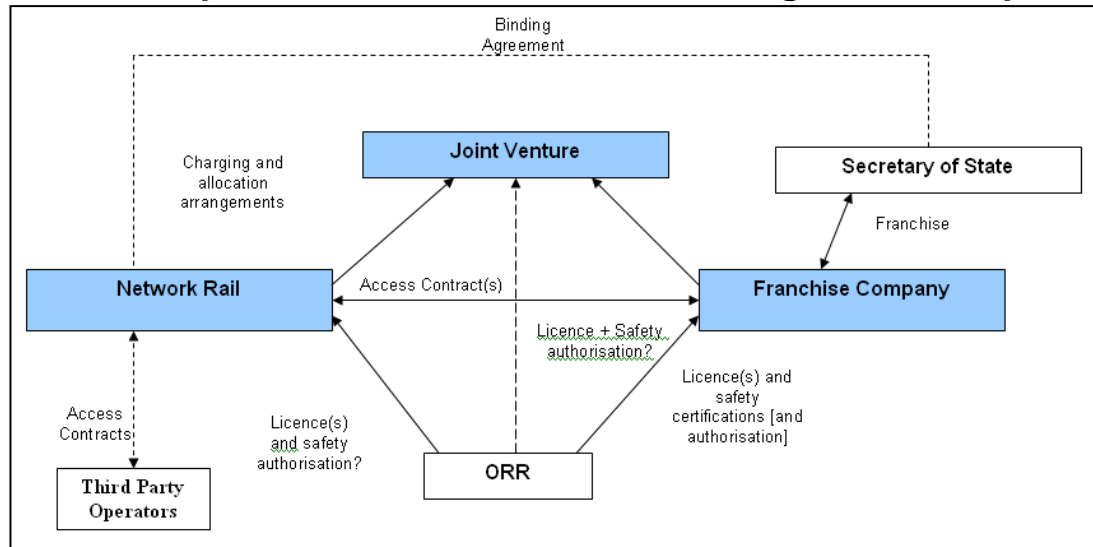 Binding
Agreement
Joint Venture
Secretary of State
Charging and
allocation
arrangements
Franchise
Network Rail
Access Contract(s)
Franchise Company
Licence + Safety
authorisation?
Licence(s) and
safety
certifications [and
authorisation]
Access
Contracts
Licence(s)
and safety
authorisation?
ORR
Third Party
Operators